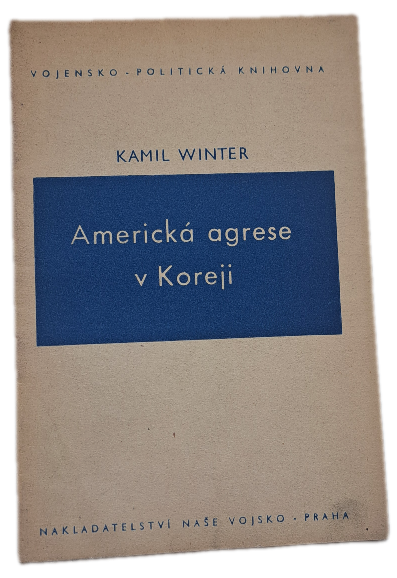 VOJENSKO - POLITICKÁ KNIHOVNA
KAMIL WINTER
Americká agrese
v Koreji
NAKLADATELSTVÍ NAŠE VOJSKO - PRAHA